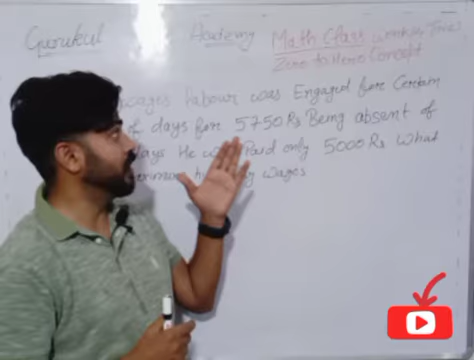 Gurukul Academy Math Class
Zero to Hero Concept
wages Labour was Engaged for Certain
of days for 5750 Rs Being absent of
days He was Paid only 5000 Rs What
wages